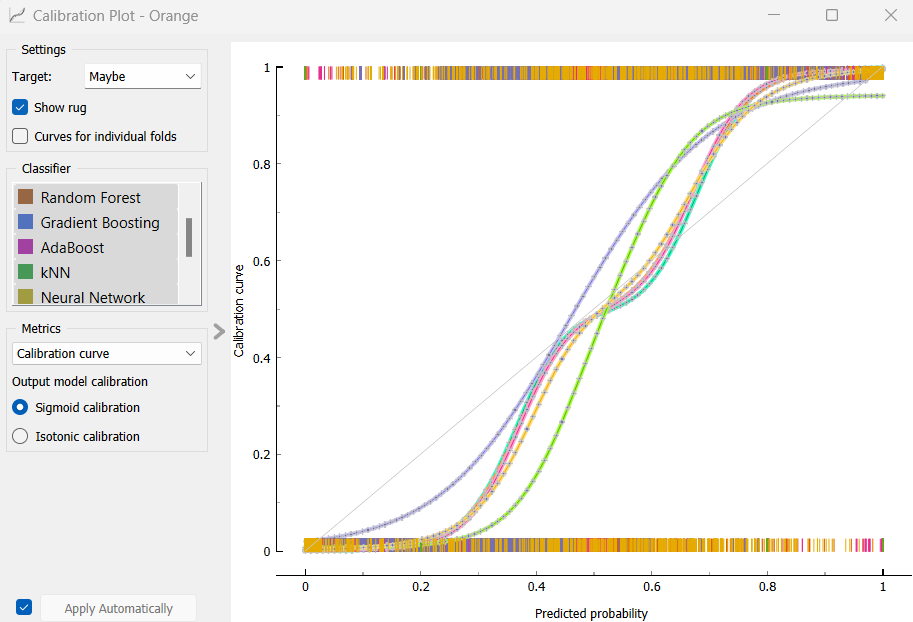 Calibration Plot - Orange
Settings
Target: Maybe
Show rug
Curves for individual folds
Classifier
Random Forest
Gradient Boosting
AdaBoost
kNN
Neural Network
Metrics
Calibration curve
Output model calibration
Sigmoid calibration
Isotonic calibration
Apply Automatically
Calibration curve
1
0.8
0.6
0.4
0.2
0
0 0.2 0.4 0.6 0.8 1
Predicted probability